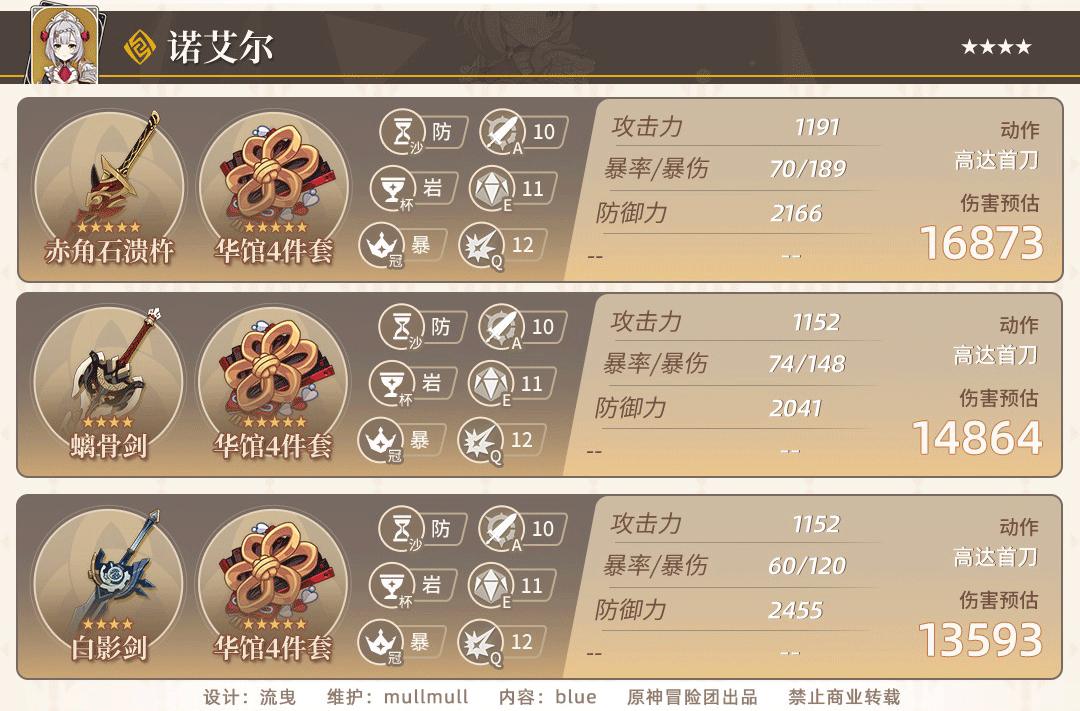 诺艾尔
★★★★
赤角石溃杵
华馆4件套
沙 防
A 10
杯 岩
E 11
冠 暴
Q 12
攻击力 1191
暴率/暴伤 70/189
防御力 2166
-- --
动作
高达首刀
伤害预估
16873
螭骨剑
华馆4件套
沙 防
A 10
杯 岩
E 11
冠 暴
Q 12
攻击力 1152
暴率/暴伤 74/148
防御力 2041
-- --
动作
高达首刀
伤害预估
14864
白影剑
华馆4件套
沙 防
A 10
杯 岩
E 11
冠 暴
Q 12
攻击力 1152
暴率/暴伤 60/120
防御力 2455
-- --
动作
高达首刀
伤害预估
13593
设计：流曳 维护：mullmull 内容：blue 原神冒险团出品 禁止商业转载